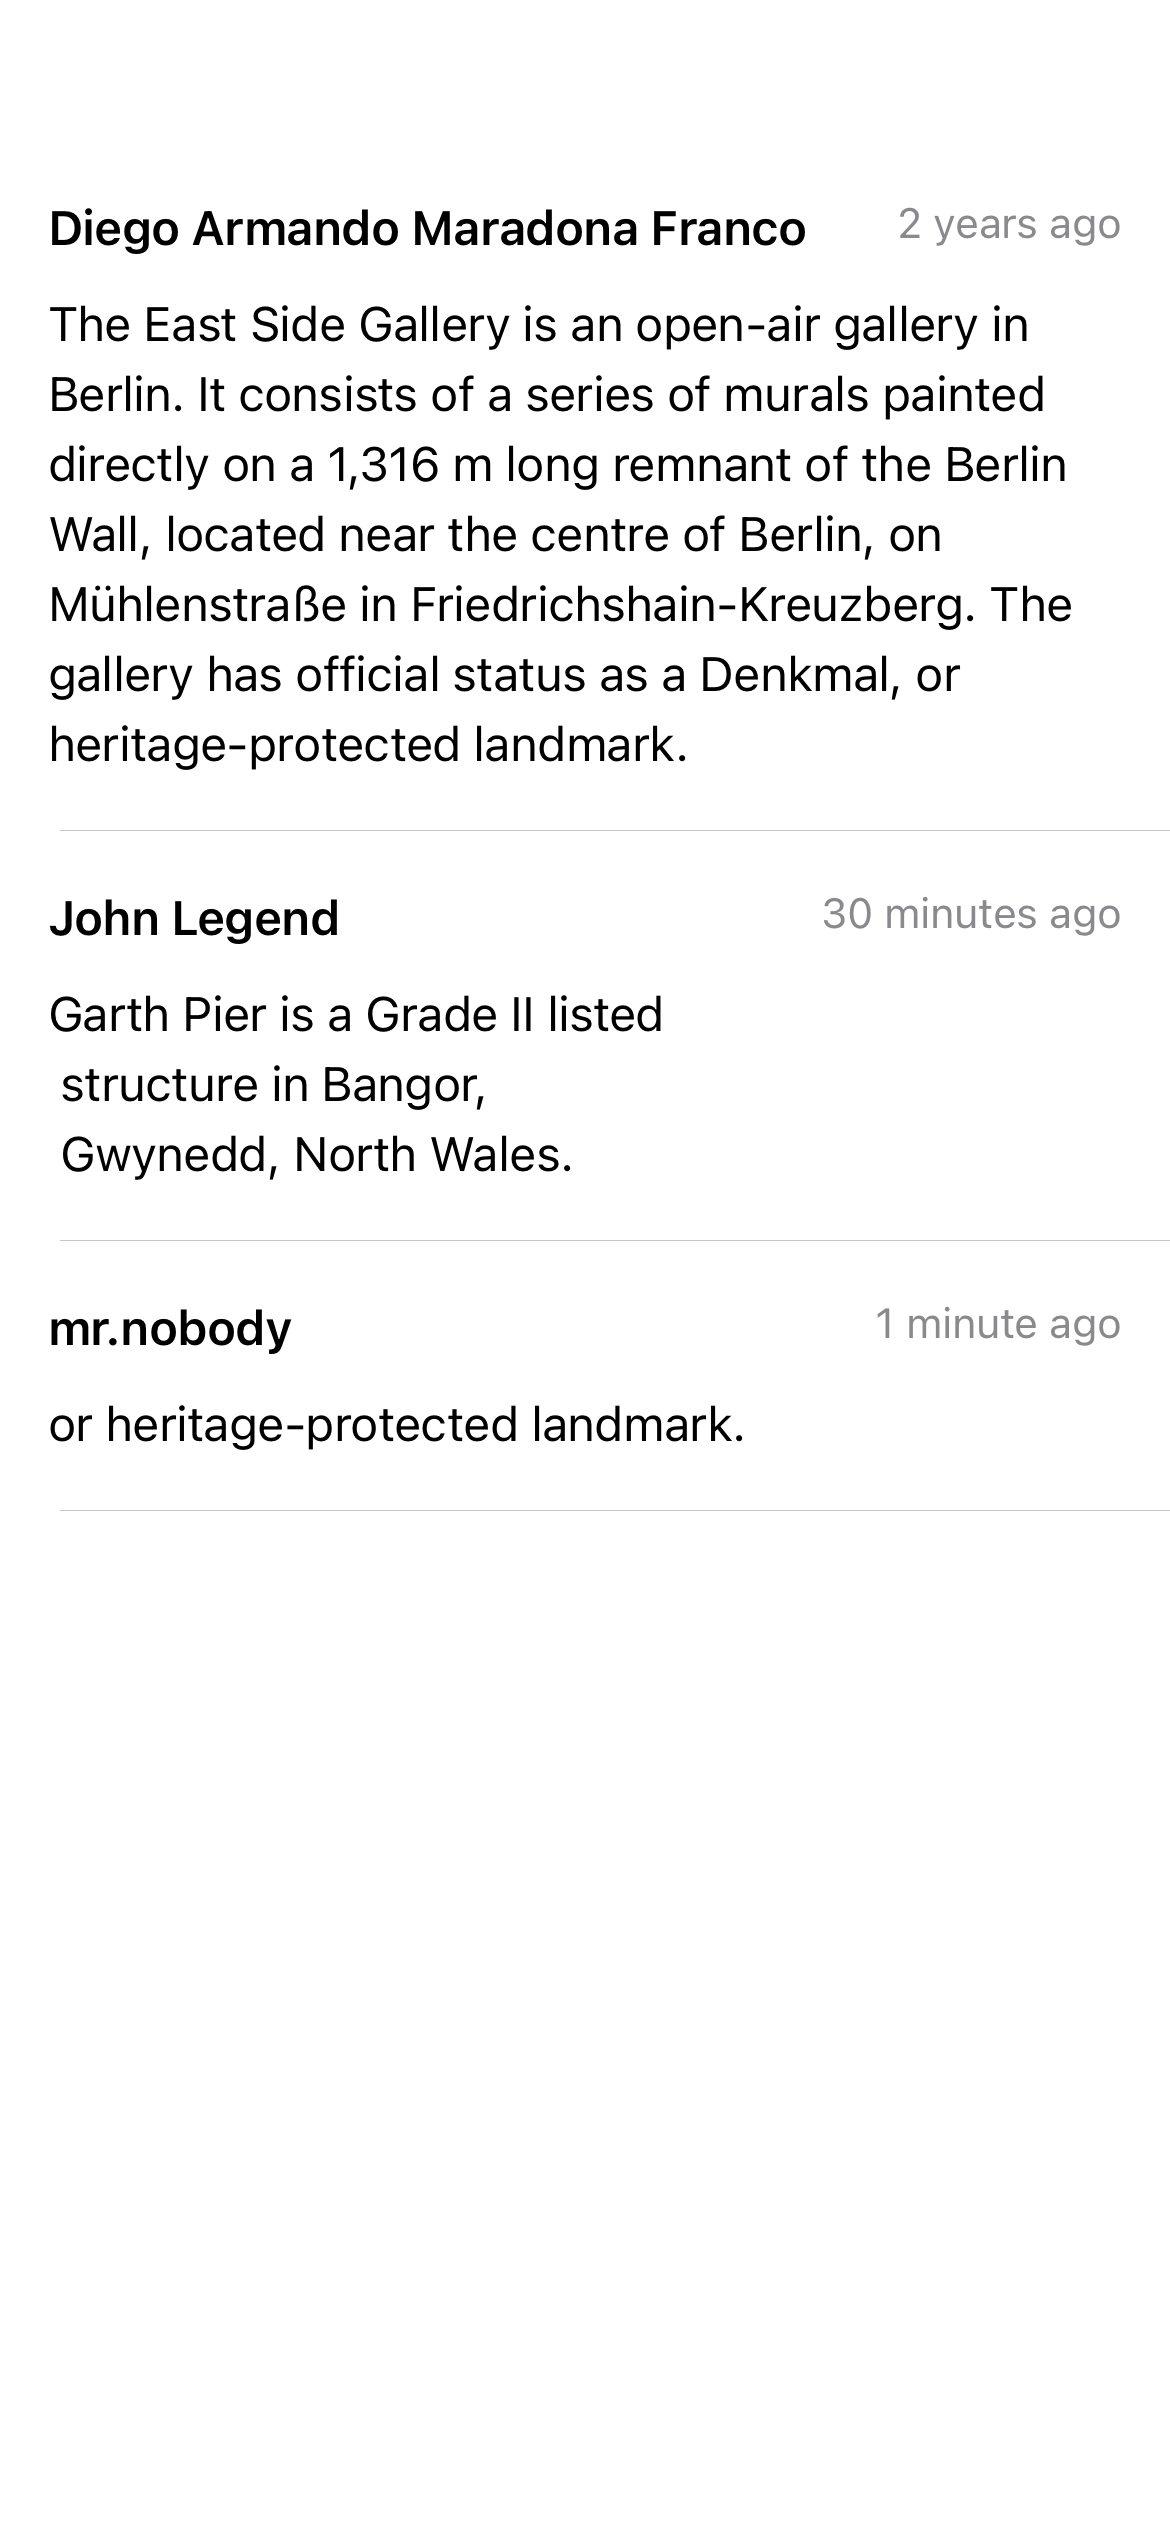 Diego Armando Maradona Franco
2 years ago
The East Side Gallery is an open-air gallery in
Berlin. It consists of a series of murals painted
directly on a 1,316 m long remnant of the Berlin
Wall, located near the centre of Berlin, on
Mühlenstraße in Friedrichshain-Kreuzberg. The
gallery has official status as a Denkmal, or
heritage-protected landmark.
John Legend
30 minutes ago
Garth Pier is a Grade II listed
structure in Bangor,
Gwynedd, North Wales.
mr.nobody
1 minute ago
or heritage-protected landmark.